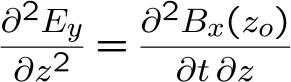 ∂²E_y/∂z² = ∂²B_x(z_o)/∂t ∂z